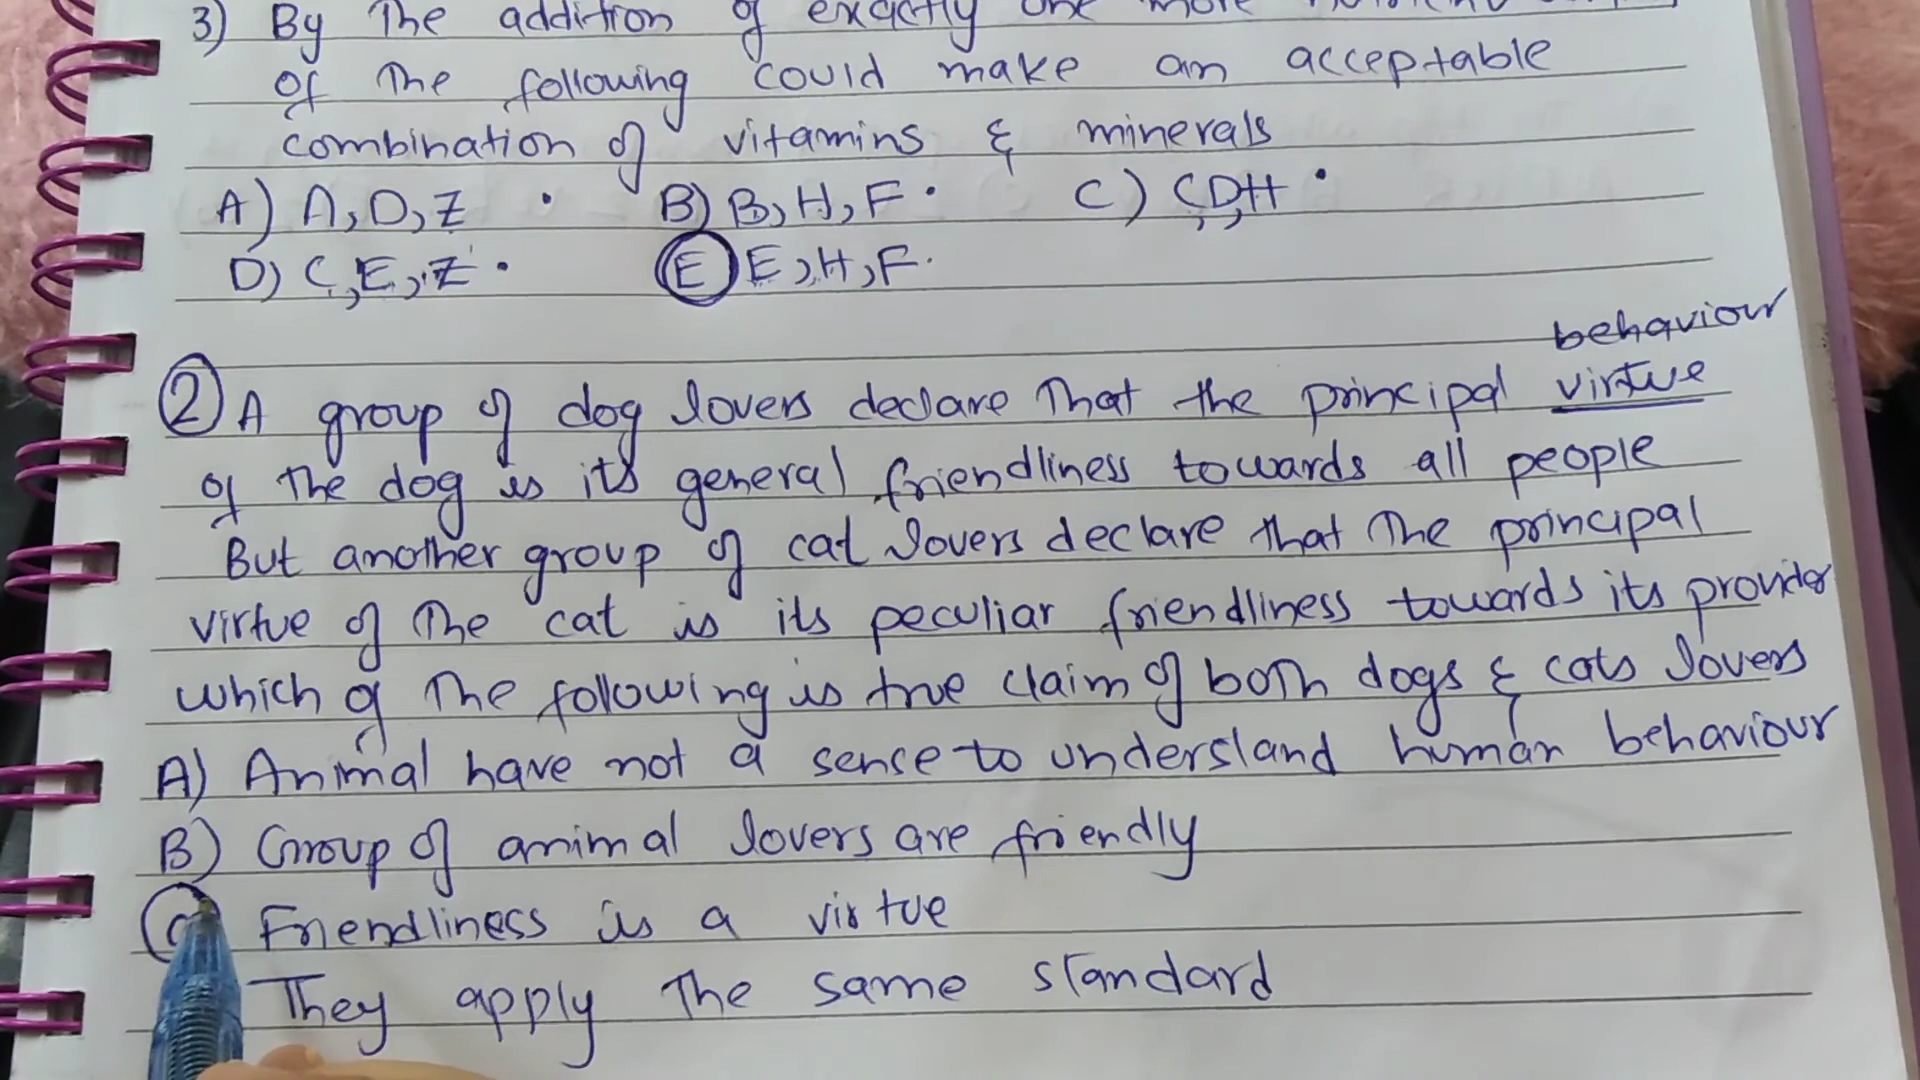 3) By The addition of exactly one more
of The following could make an acceptable
combination of vitamins & minerals
A) A, D, Z . B) B, H, F . C) C, D, H .
D) C, E, Z . E) E, H, F.
behaviour
2 A group of dog lovers declare That the principal virtue
of The dog is its general friendliness towards all people
But another group of cat lovers declare that The principal
virtue of The cat is its peculiar friendliness towards its provider
which of The following is true claim of both dogs & cats lovers
A) Animal have not a sense to understand human behaviour
B) Group of animal lovers are friendly
C Friendliness is a virtue
They apply The same standard